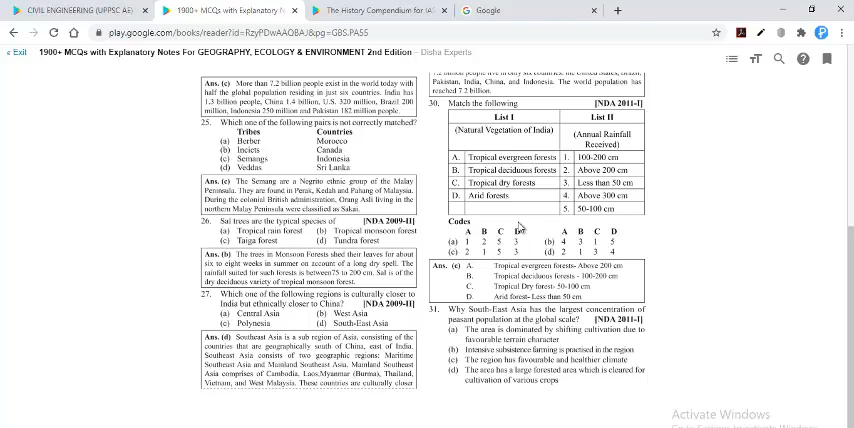 CIVIL ENGINEERING (UPPSC AE)
1900+ MCQs with Explanatory N
The History Compendium for IAS
Google
play.google.com/books/reader?id=RzyPDwAAQBAJ&pg=GBS.PA55
Exit 1900+ MCQs with Explanatory Notes For GEOGRAPHY, ECOLOGY & ENVIRONMENT 2nd Edition – Disha Experts
Ans. (c) More than 7.2 billion people exist in the world today with
half the global population residing in just six countries. India has
1.3 billion people, China 1.4 billion, U.S. 320 million, Brazil 200
million, Indonesia 250 million and Pakistan 182 million people.
25. Which one of the following pairs is not correctly matched?
Tribes Countries
(a) Berber Morocco
(b) Inciets Canada
(c) Semangs Indonesia
(d) Veddas Sri Lanka
Ans. (c) The Semang are a Negrito ethnic group of the Malay
Peninsula. They are found in Perak, Kedah and Pahang of Malaysia.
During the colonial British administration, Orang Asli living in the
northern Malay Peninsula were classified as Sakai.
26. Sal trees are the typical species of [NDA 2009-II]
(a) Tropical rain forest (b) Tropical monsoon forest
(c) Taiga forest (d) Tundra forest
Ans. (b) The trees in Monsoon Forests shed their leaves for about
six to eight weeks in summer on account of a long dry spell. The
rainfall suited for such forests is between75 to 200 cm. Sal is of the
dry deciduous variety of tropical monsoon forest.
27. Which one of the following regions is culturally closer to
India but ethnically closer to China? [NDA 2009-II]
(a) Central Asia (b) West Asia
(c) Polynesia (d) South-East Asia
Ans. (d) Southeast Asia is a sub region of Asia, consisting of the
countries that are geographically south of China, east of India.
Southeast Asia consists of two geographic regions: Maritime
Southeast Asia and Mainland Southeast Asia. Mainland Southeast
Asia comprises of Cambodia, Laos,Myanmar (Burma), Thailand,
Vietnam, and West Malaysia. These countries are culturally closer
7.2 billion people live in only six countries: the United States, Brazil,
Pakistan, India, China, and Indonesia. The world population has
reached 7.2 billion.
30. Match the following [NDA 2011-I]
List I List II
(Natural Vegetation of India) (Annual Rainfall
Received)
A. Tropical evergreen forests 1. 100-200 cm
B. Tropical deciduous forests 2. Above 200 cm
C. Tropical dry forests 3. Less than 50 cm
D. Arid forests 4. Above 300 cm
5. 50-100 cm
Codes
A B C D A B C D
(a) 1 2 5 3 (b) 4 3 1 5
(c) 2 1 5 3 (d) 2 1 3 4
Ans. (c) A. Tropical evergreen forests- Above 200 cm
B. Tropical deciduous forests - 100-200 cm
C. Tropical Dry forest- 50-100 cm
D. Arid forest- Less than 50 cm
31. Why South-East Asia has the largest concentration of
peasant population at the global scale? [NDA 2011-I]
(a) The area is dominated by shifting cultivation due to
favourable terrain character
(b) Intensive subsistence farming is practised in the region
(c) The region has favourable and healthier climate
(d) The area has a large forested area which is cleared for
cultivation of various crops
Activate Windows